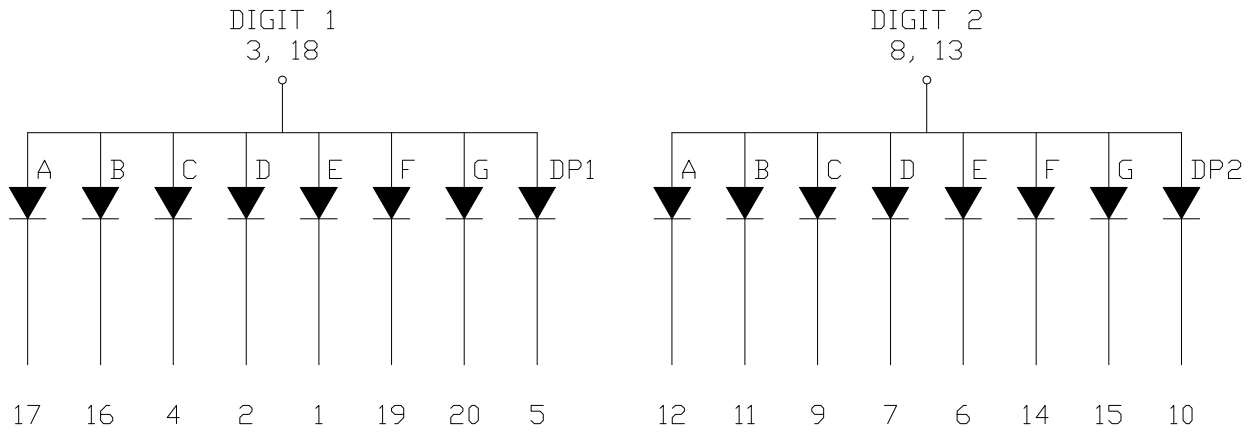 DIGIT 1
3, 18
DIGIT 2
8, 13
A B C D E F G DP1
A B C D E F G DP2
17 16 4 2 1 19 20 5
12 11 9 7 6 14 15 10